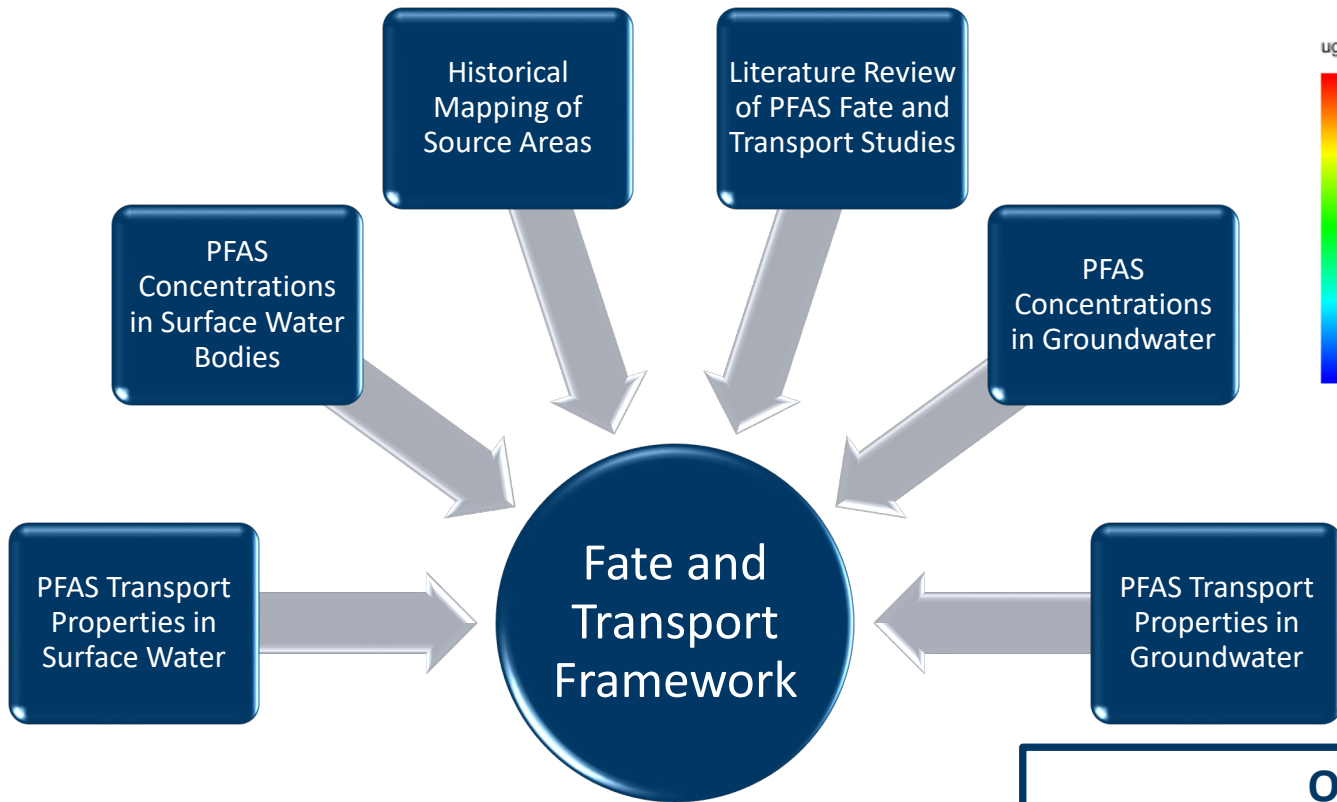 Historical
Mapping of
Source Areas
Literature Review
of PFAS Fate and
Transport Studies
ug
PFAS
Concentrations
in Surface Water
Bodies
PFAS
Concentrations
in Groundwater
PFAS Transport
Properties in
Surface Water
Fate and
Transport
Framework
PFAS Transport
Properties in
Groundwater